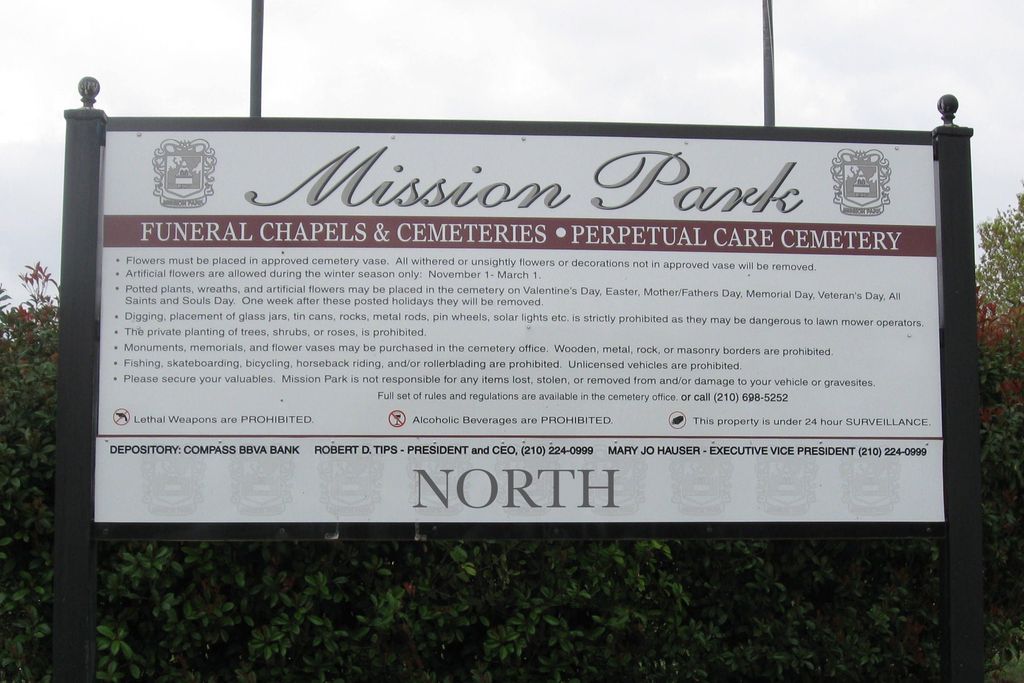 Mission Park
MISSION PARK
MISSION PARK
FUNERAL CHAPELS & CEMETERIES • PERPETUAL CARE CEMETERY
• Flowers must be placed in approved cemetery vase. All withered or unsightly flowers or decorations not in approved vase will be removed.
• Artificial flowers are allowed during the winter season only: November 1- March 1.
• Potted plants, wreaths, and artificial flowers may be placed in the cemetery on Valentine's Day, Easter, Mother/Fathers Day, Memorial Day, Veteran's Day, All
Saints and Souls Day. One week after these posted holidays they will be removed.
• Digging, placement of glass jars, tin cans, rocks, metal rods, pin wheels, solar lights etc. is strictly prohibited as they may be dangerous to lawn mower operators.
• The private planting of trees, shrubs, or roses, is prohibited.
• Monuments, memorials, and flower vases may be purchased in the cemetery office. Wooden, metal, rock, or masonry borders are prohibited.
• Fishing, skateboarding, bicycling, horseback riding, and/or rollerblading are prohibited. Unlicensed vehicles are prohibited.
• Please secure your valuables. Mission Park is not responsible for any items lost, stolen, or removed from and/or damage to your vehicle or gravesites.
Full set of rules and regulations are available in the cemetery office. or call (210) 698-5252
Lethal Weapons are PROHIBITED. Alcoholic Beverages are PROHIBITED. This property is under 24 hour SURVEILLANCE.
DEPOSITORY: COMPASS BBVA BANK ROBERT D. TIPS - PRESIDENT and CEO, (210) 224-0999 MARY JO HAUSER - EXECUTIVE VICE PRESIDENT (210) 224-0999
NORTH